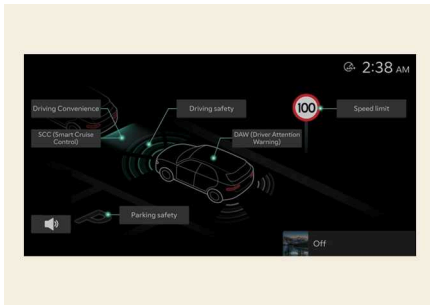 2:38 AM
Driving Convenience
Driving safety
100
Speed limit
SCC (Smart Cruise
Control)
DAW (Driver Attention
Warning)
Parking safety
Off